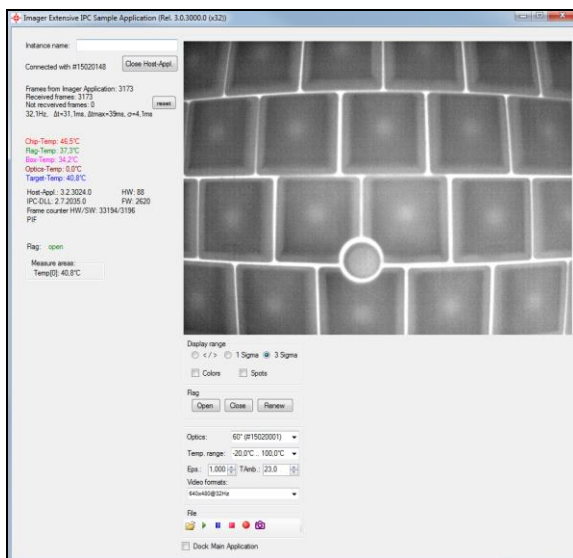 Imager Extensive IPC Sample Application (Rel. 3.0.3000.0 (x32))
Instance name:
Connected with #15020148 Close Host-Appl.
Frames from Imager Application: 3173
Received frames: 3173
Not recveived frames: 0 reset
32,1Hz, Δt=31,1ms, Δtmax=39ms, σ=4,1ms
Chip-Temp: 46,5°C
Flag-Temp: 37,3°C
Box-Temp: 34,2°C
Optics-Temp: 0,0°C
Target-Temp: 40,8°C
Host-Appl.: 3.2.3024.0 HW: 88
IPC-DLL: 2.7.2035.0 FW: 2620
Frame counter HW/SW: 33194/3196
PIF
Flag: open
Measure areas:
Temp[0]: 40.8°C
Display range
</> 1 Sigma 3 Sigma
Colors Spots
Flag
Open Close Renew
Optics: 60° (#15020001)
Temp. range: -20,0°C .. 100,0°C
Eps.: 1.000 TAmb.: 23,0
Video formats:
640x480@32Hz
File
Dock Main Application